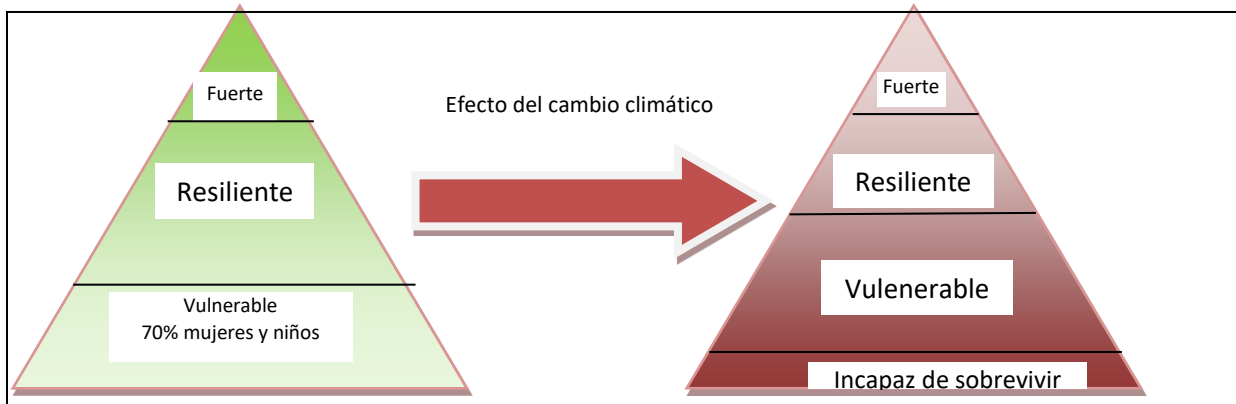 Fuerte
Resiliente
Vulnerable
70% mujeres y niños
Efecto del cambio climático
Fuerte
Resiliente
Vulenerable
Incapaz de sobrevivir